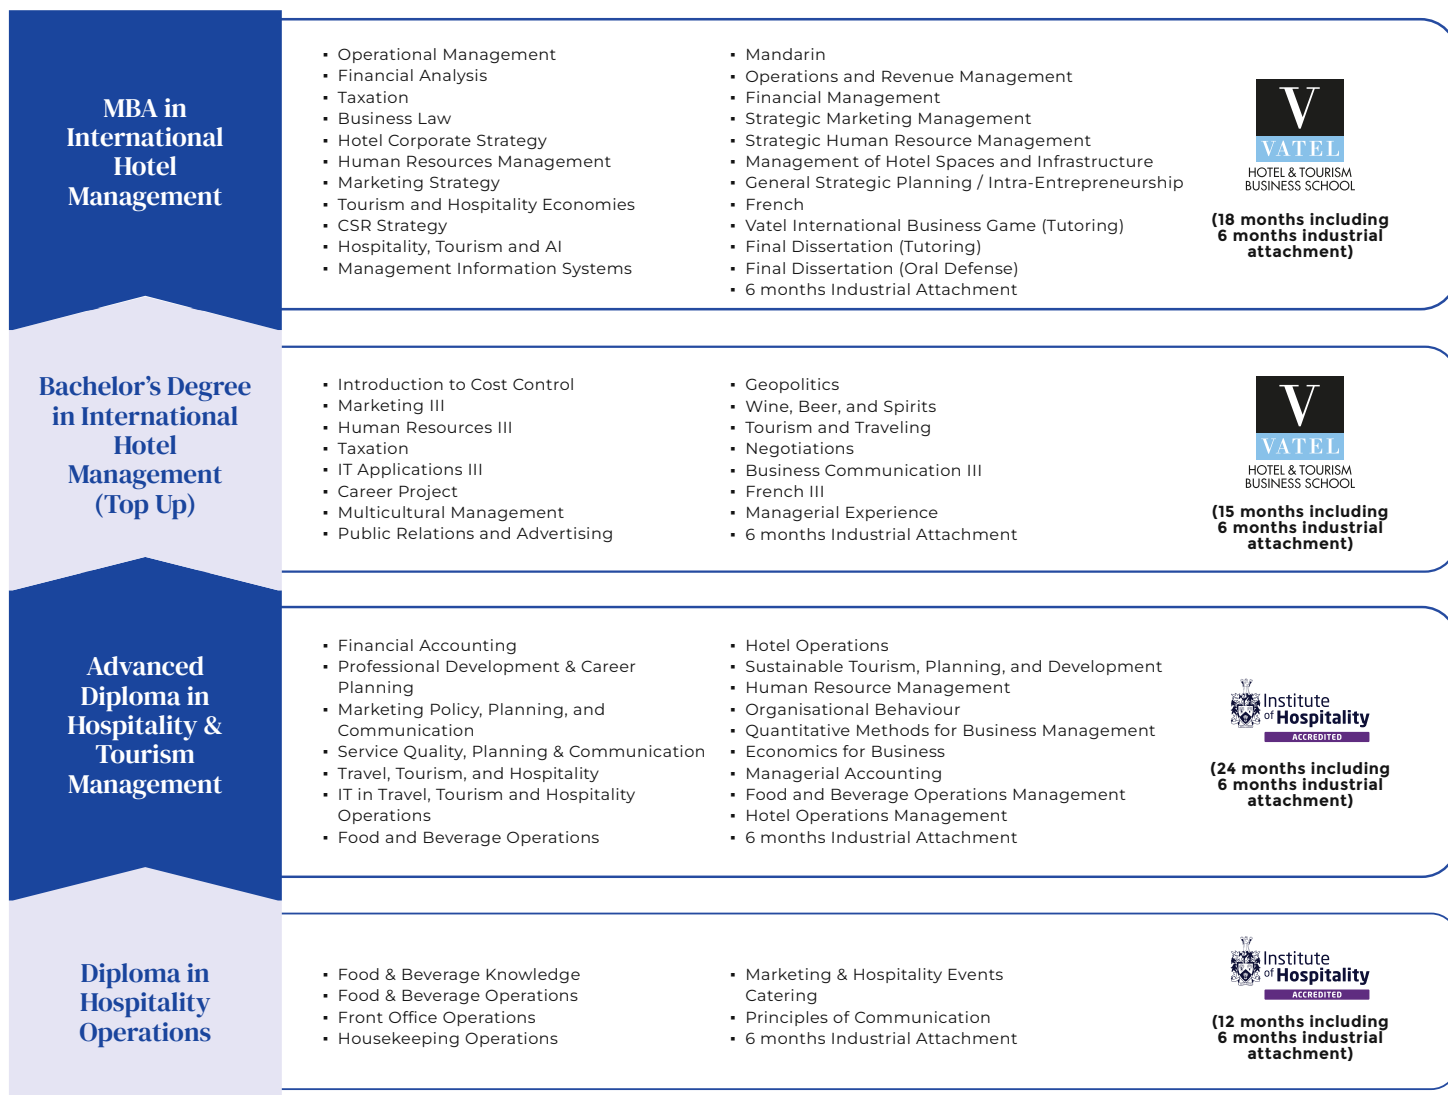 MBA in
International
Hotel
Management
▪ Operational Management
▪ Financial Analysis
▪ Taxation
▪ Business Law
▪ Hotel Corporate Strategy
▪ Human Resources Management
▪ Marketing Strategy
▪ Tourism and Hospitality Economies
▪ CSR Strategy
▪ Hospitality, Tourism and AI
▪ Management Information Systems
▪ Mandarin
▪ Operations and Revenue Management
▪ Financial Management
▪ Strategic Marketing Management
▪ Strategic Human Resource Management
▪ Management of Hotel Spaces and Infrastructure
▪ General Strategic Planning / Intra-Entrepreneurship
▪ French
▪ Vatel International Business Game (Tutoring)
▪ Final Dissertation (Tutoring)
▪ Final Dissertation (Oral Defense)
▪ 6 months Industrial Attachment
V
VATEL
HOTEL & TOURISM
BUSINESS SCHOOL
(18 months including
6 months industrial
attachment)
Bachelor's Degree
in International
Hotel
Management
(Top Up)
▪ Introduction to Cost Control
▪ Marketing III
▪ Human Resources III
▪ Taxation
▪ IT Applications III
▪ Career Project
▪ Multicultural Management
▪ Public Relations and Advertising
▪ Geopolitics
▪ Wine, Beer, and Spirits
▪ Tourism and Traveling
▪ Negotiations
▪ Business Communication III
▪ French III
▪ Managerial Experience
▪ 6 months Industrial Attachment
V
VATEL
HOTEL & TOURISM
BUSINESS SCHOOL
(15 months including
6 months industrial
attachment)
Advanced
Diploma in
Hospitality &
Tourism
Management
▪ Financial Accounting
▪ Professional Development & Career
Planning
▪ Marketing Policy, Planning, and
Communication
▪ Service Quality, Planning & Communication
▪ Travel, Tourism, and Hospitality
▪ IT in Travel, Tourism and Hospitality
Operations
▪ Food and Beverage Operations
▪ Hotel Operations
▪ Sustainable Tourism, Planning, and Development
▪ Human Resource Management
▪ Organisational Behaviour
▪ Quantitative Methods for Business Management
▪ Economics for Business
▪ Managerial Accounting
▪ Food and Beverage Operations Management
▪ Hotel Operations Management
▪ 6 months Industrial Attachment
Institute
of Hospitality
ACCREDITED
(24 months including
6 months industrial
attachment)
Diploma in
Hospitality
Operations
▪ Food & Beverage Knowledge
▪ Food & Beverage Operations
▪ Front Office Operations
▪ Housekeeping Operations
▪ Marketing & Hospitality Events
Catering
▪ Principles of Communication
▪ 6 months Industrial Attachment
Institute
of Hospitality
ACCREDITED
(12 months including
6 months industrial
attachment)